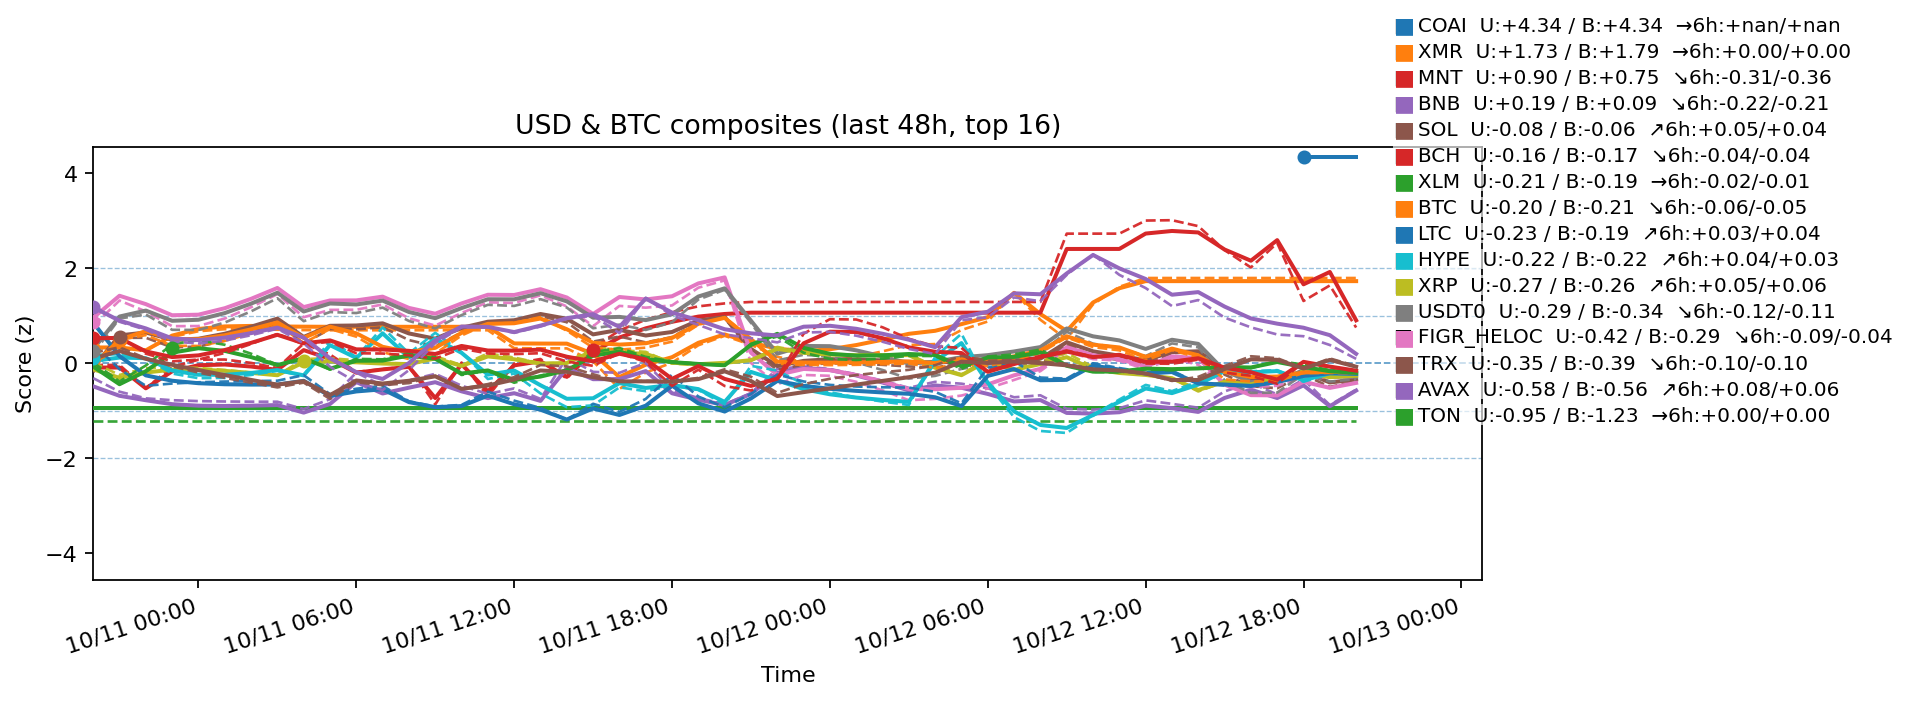 COAI U:+4.34 / B:+4.34 →6h:+nan/+nan
XMR U:+1.73 / B:+1.79 →6h:+0.00/+0.00
MNT U:+0.90 / B:+0.75 ↘6h:-0.31/-0.36
BNB U:+0.19 / B:+0.09 ↘6h:-0.22/-0.21
SOL U:-0.08 / B:-0.06 ↗6h:+0.05/+0.04
BCH U:-0.16 / B:-0.17 ↘6h:-0.04/-0.04
XLM U:-0.21 / B:-0.19 →6h:-0.02/-0.01
BTC U:-0.20 / B:-0.21 ↘6h:-0.06/-0.05
LTC U:-0.23 / B:-0.19 ↗6h:+0.03/+0.04
HYPE U:-0.22 / B:-0.22 ↗6h:+0.04/+0.03
XRP U:-0.27 / B:-0.26 ↗6h:+0.05/+0.06
USDT0 U:-0.29 / B:-0.34 ↘6h:-0.12/-0.11
FIGR_HELOC U:-0.42 / B:-0.29 ↘6h:-0.09/-0.04
TRX U:-0.35 / B:-0.39 ↘6h:-0.10/-0.10
AVAX U:-0.58 / B:-0.56 ↗6h:+0.08/+0.06
TON U:-0.95 / B:-1.23 →6h:+0.00/+0.00
USD & BTC composites (last 48h, top 16)
Score (z)
4
2
0
−2
−4
10/11 00:00
10/11 06:00
10/11 12:00
10/11 18:00
10/12 00:00
10/12 06:00
10/12 12:00
10/12 18:00
10/13 00:00
Time